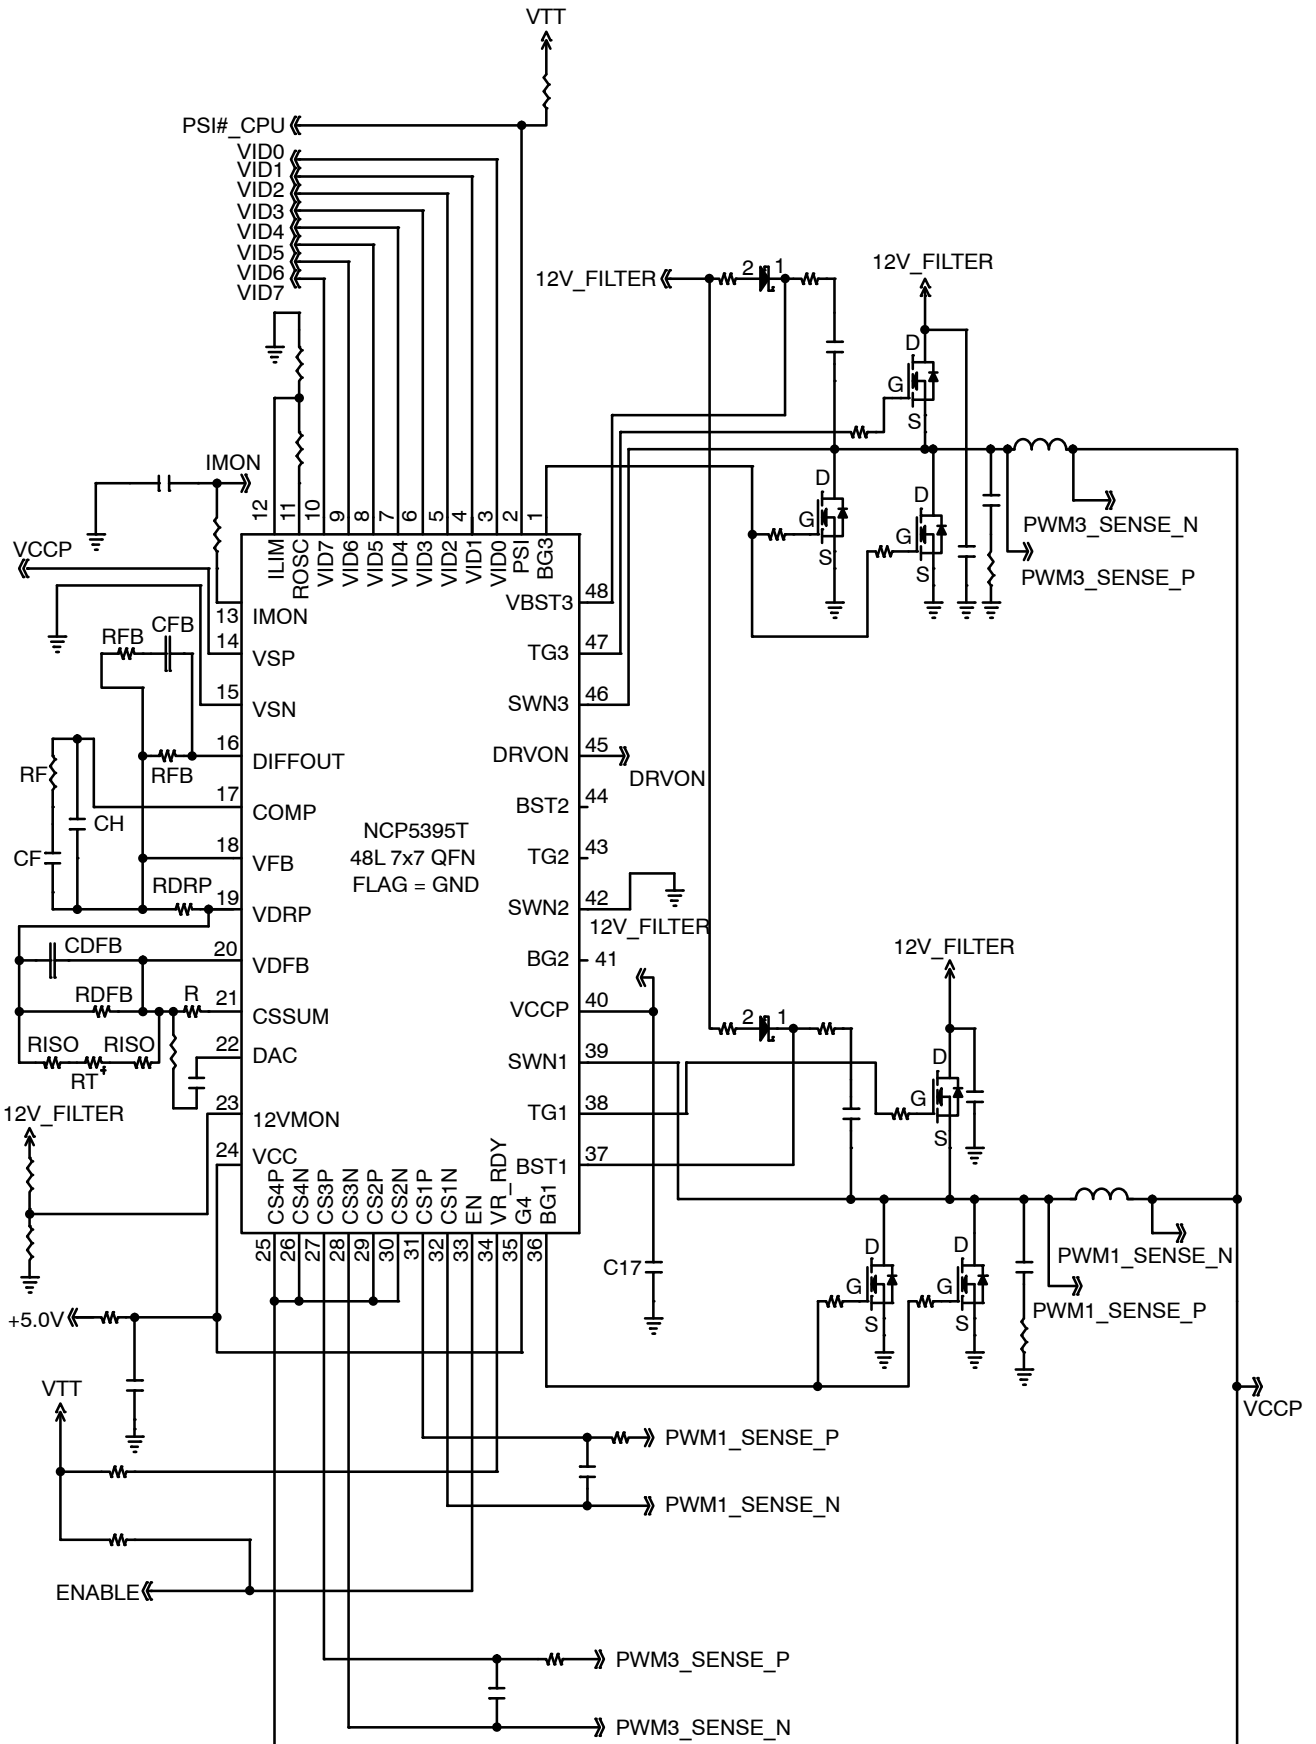 VTT
PSI#_CPU
VID0
VID1
VID2
VID3
VID4
VID5
VID6
VID7
12V_FILTER
2 1
12V_FILTER
D
G
S
IMON
12 11 10 9 8 7 6 5 4 3 2 1
ILIM ROSC VID7 VID6 VID5 VID4 VID3 VID2 VID1 VID0 PSI BG3
D
G
S
G
D
S
PWM3_SENSE_N
PWM3_SENSE_P
VCCP
13 IMON
14 VSP
15 VSN
16 DIFFOUT
17 COMP
18 VFB
19 VDRP
20 VDFB
21 CSSUM
22 DAC
23 12VMON
24 VCC
RFB CFB
RFB
RF
CH
CF
RDRP
CDFB
RDFB R
RISO RISO
RT
+
12V_FILTER
NCP5395T
48L 7x7 QFN
FLAG = GND
VBST3 48
TG3 47
SWN3 46
DRVON 45
DRVON
BST2 44
TG2 43
SWN2 42
12V_FILTER
BG2 41
VCCP 40
SWN1 39
TG1 38
BST1 37
2 1
12V_FILTER
D
G
S
CS4P CS4N CS3P CS3N CS2P CS2N CS1P CS1N EN VR_RDY G4 BG1
25 26 27 28 29 30 31 32 33 34 35 36
C17
D
G
S
D
G
S
PWM1_SENSE_N
PWM1_SENSE_P
+5.0V
VTT
VCCP
PWM1_SENSE_P
PWM1_SENSE_N
ENABLE
PWM3_SENSE_P
PWM3_SENSE_N